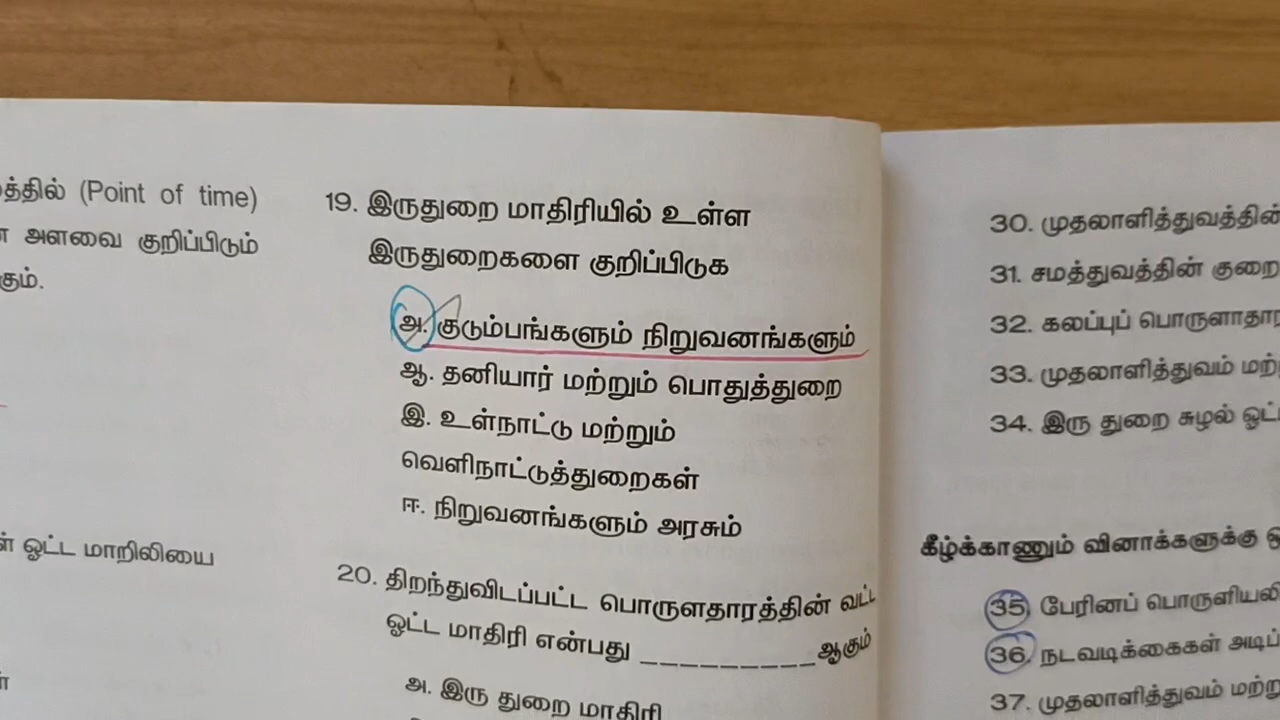 (Point of time)
அளவை குறிப்பிடும்
ஓட்ட மாறிலியை
19. இருதுறை மாதிரியில் உள்ள
இருதுறைகளை குறிப்பிடுக
அ. குடும்பங்களும் நிறுவனங்களும்
ஆ. தனியார் மற்றும் பொதுத்துறை
இ. உள்நாட்டு மற்றும்
வெளிநாட்டுத்துறைகள்
ஈ. நிறுவனங்களும் அரசும்
20. திறந்துவிடப்பட்ட பொருளதாரத்தின் வட்ட
ஓட்ட மாதிரி என்பது __________ ஆகும்
அ. இரு துறை மாதிரி
30. முதலாளித்துவத்தின்
31. சமத்துவத்தின் குறை
32. கலப்புப் பொருளாதார
33. முதலாளித்துவம் மற்
34. இரு துறை சுழல் ஓட்
கீழ்க்காணும் வினாக்களுக்கு
35. பேரினப் பொருளியலி
36. நடவடிக்கைகள் அடிப்
37. முதலாளித்துவம் மற்று